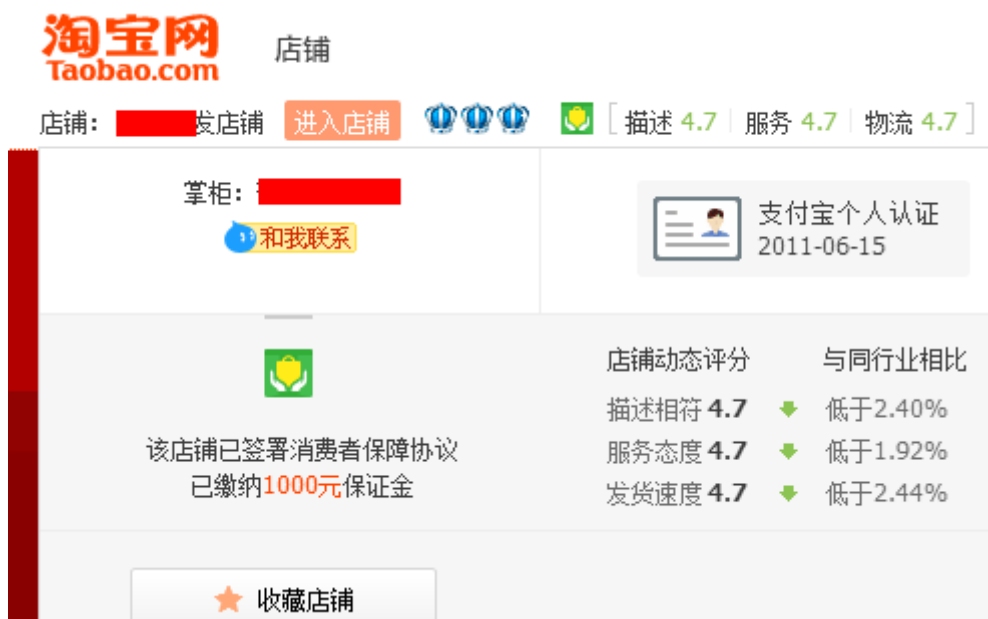 淘宝网
Taobao.com
店铺
店铺：发店铺 进入店铺 [ 描述 4.7 服务 4.7 物流 4.7 ]
掌柜：
和我联系
支付宝个人认证
2011-06-15
该店铺已签署消费者保障协议
已缴纳1000元保证金
店铺动态评分 与同行业相比
描述相符 4.7 低于2.40%
服务态度 4.7 低于1.92%
发货速度 4.7 低于2.44%
收藏店铺